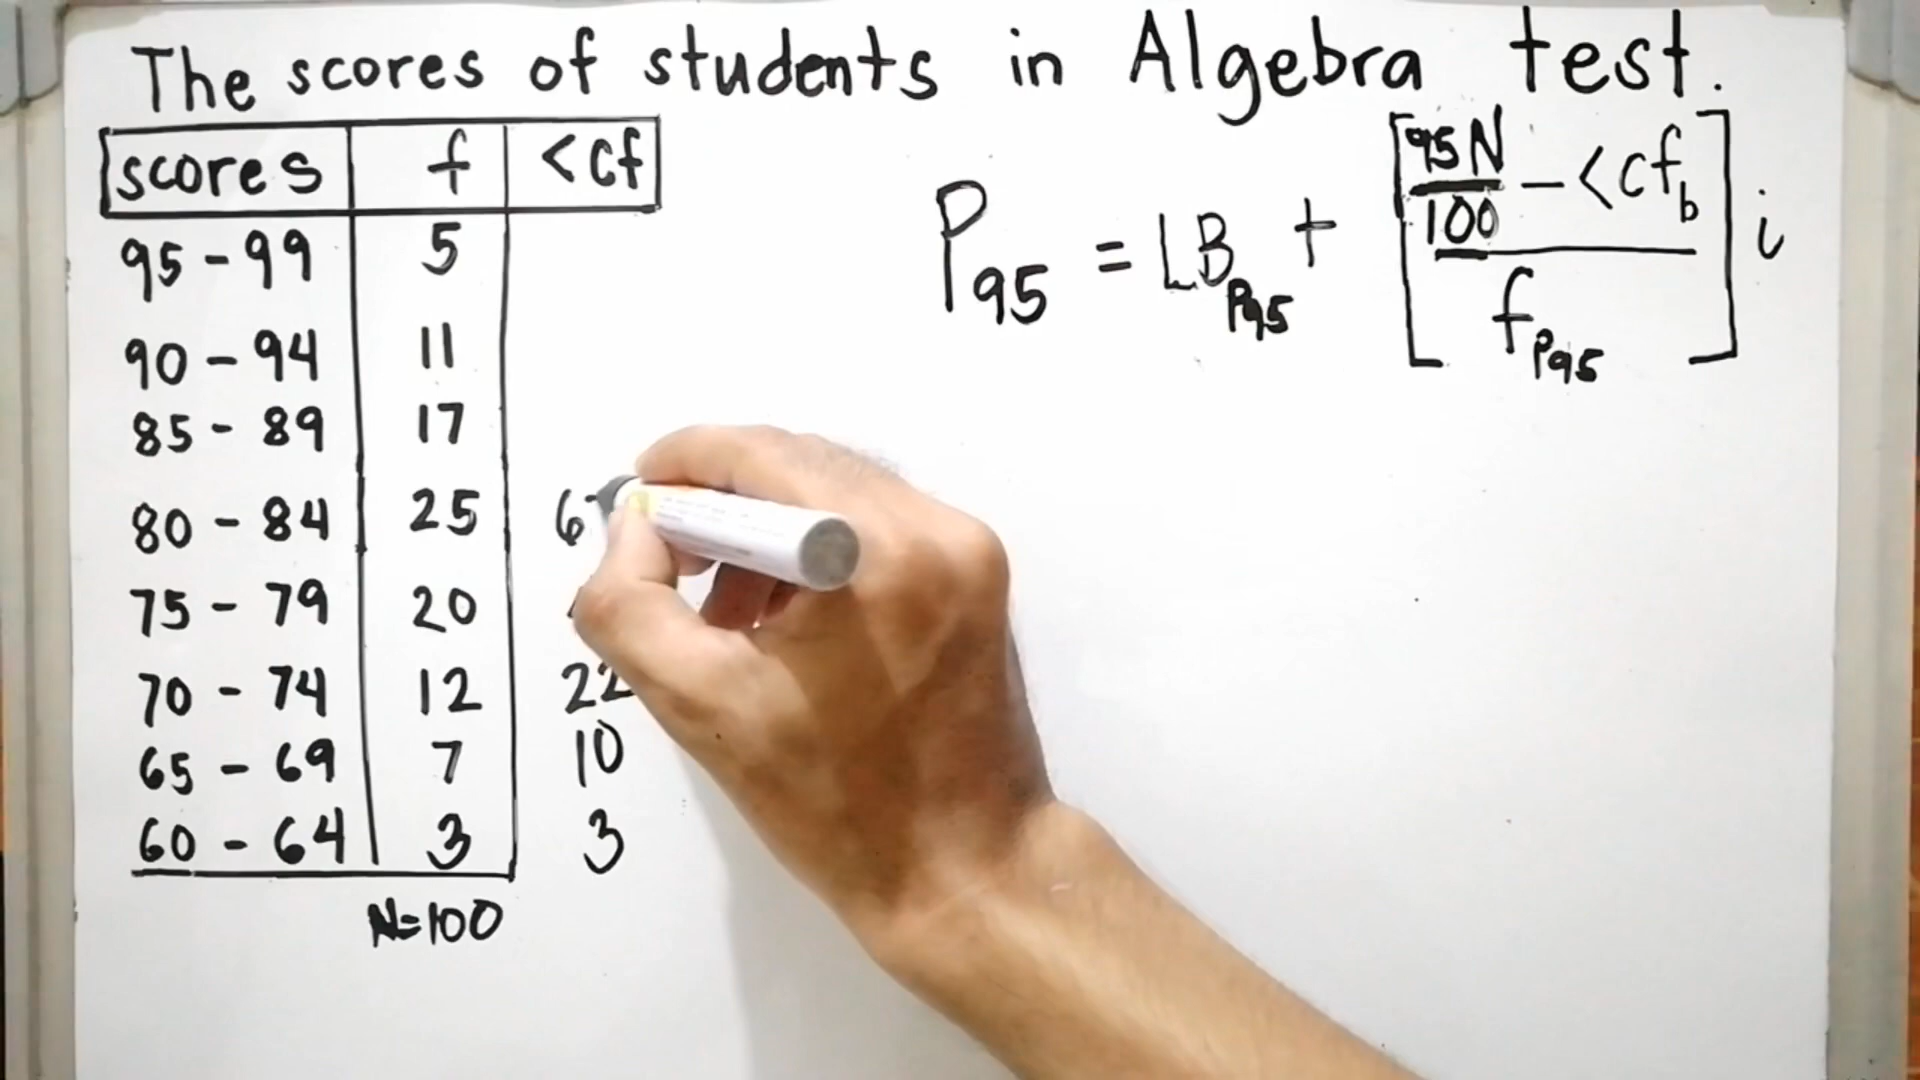 The scores of students in Algebra test.
scores f <cf
95 - 99 5
90 - 94 11
85 - 89 17
80 - 84 25 6
75 - 79 20
70 - 74 12 22
65 - 69 7 10
60 - 64 3 3
N=100
P95 = LBP95 + [95N/100 - <cfb / fP95] i